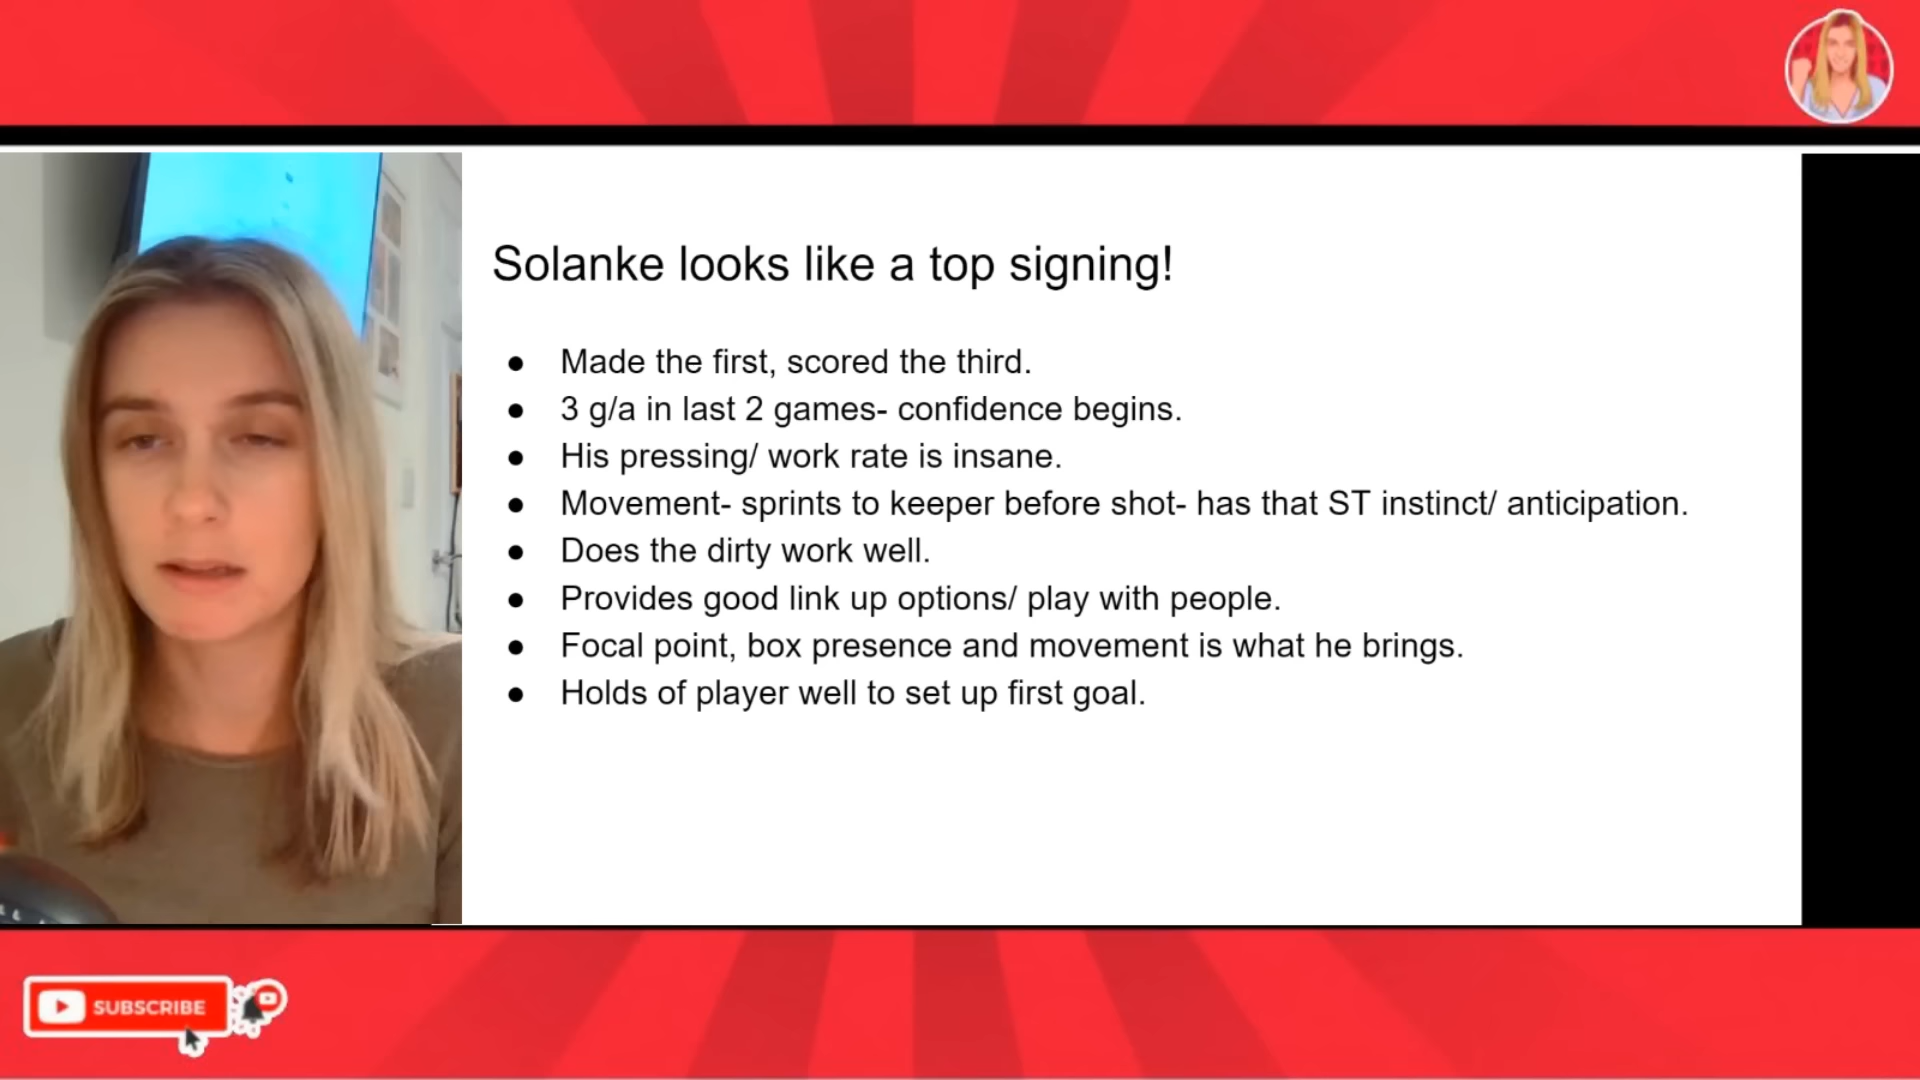 Solanke looks like a top signing!
● Made the first, scored the third.
● 3 g/a in last 2 games- confidence begins.
● His pressing/ work rate is insane.
● Movement- sprints to keeper before shot- has that ST instinct/ anticipation.
● Does the dirty work well.
● Provides good link up options/ play with people.
● Focal point, box presence and movement is what he brings.
● Holds of player well to set up first goal.
SUBSCRIBE